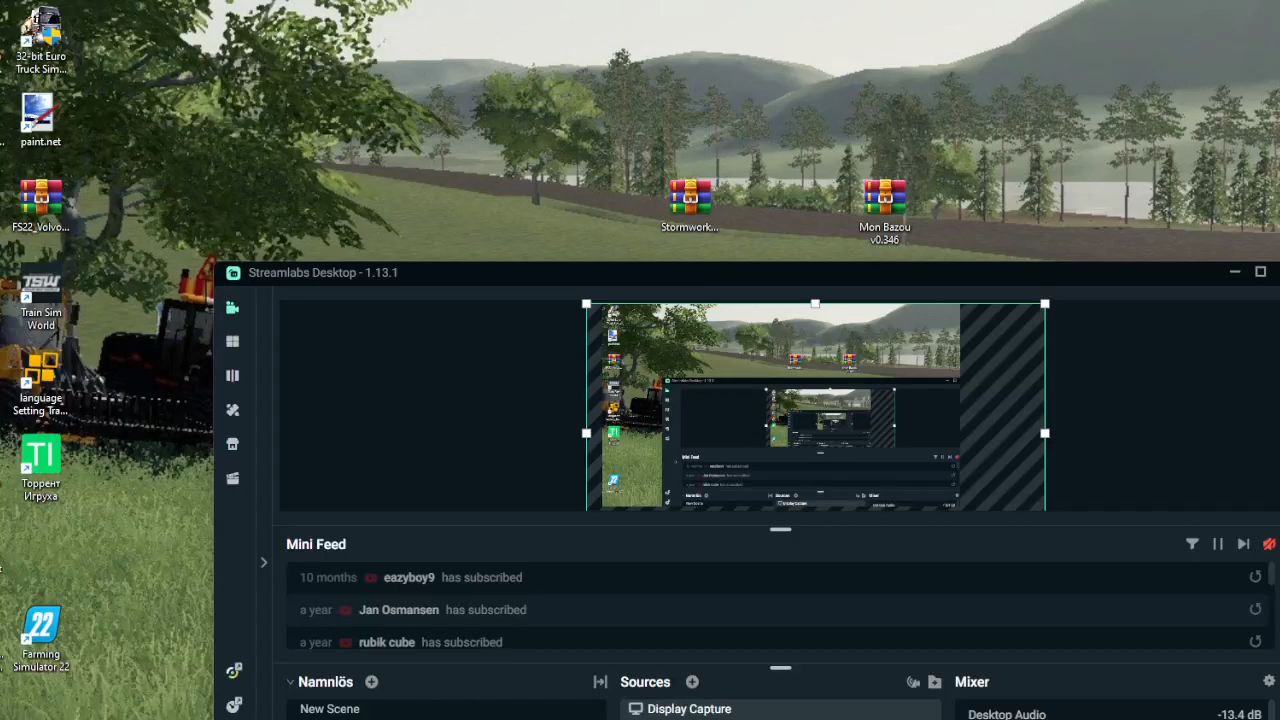 32-bit Euro
Truck Sim...
paint.net
FS22_Volvo...
Stormwork...
Mon Bazou
v0.346
TSW
Train Sim
World
language
Setting Tra...
TI
Торрент
Игруха
22
Farming
Simulator 22
Streamlabs Desktop - 1.13.1
Mini Feed
10 months eazyboy9 has subscribed
a year Jan Osmansen has subscribed
a year rubik cube has subscribed
Namnlös
New Scene
Sources
Display Capture
Mixer
Desktop Audio
-13.4 dB